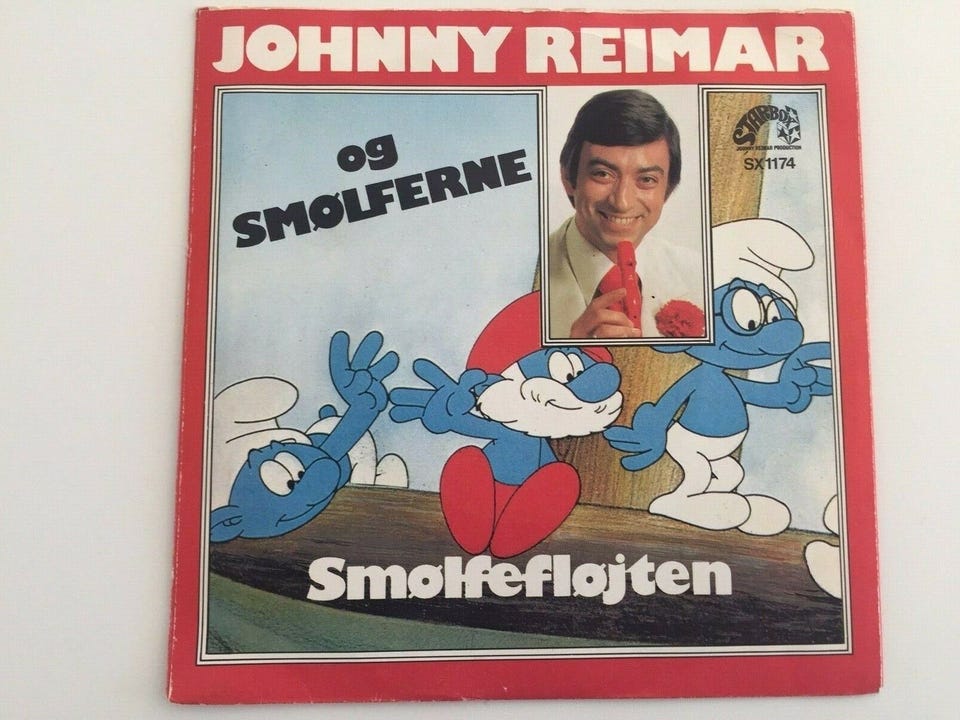 JOHNNY REIMAR
og
SMØLFERNE
STARBOX
JOHNNY REIMAR PRODUCTION
SX1174
Smølfefløjten